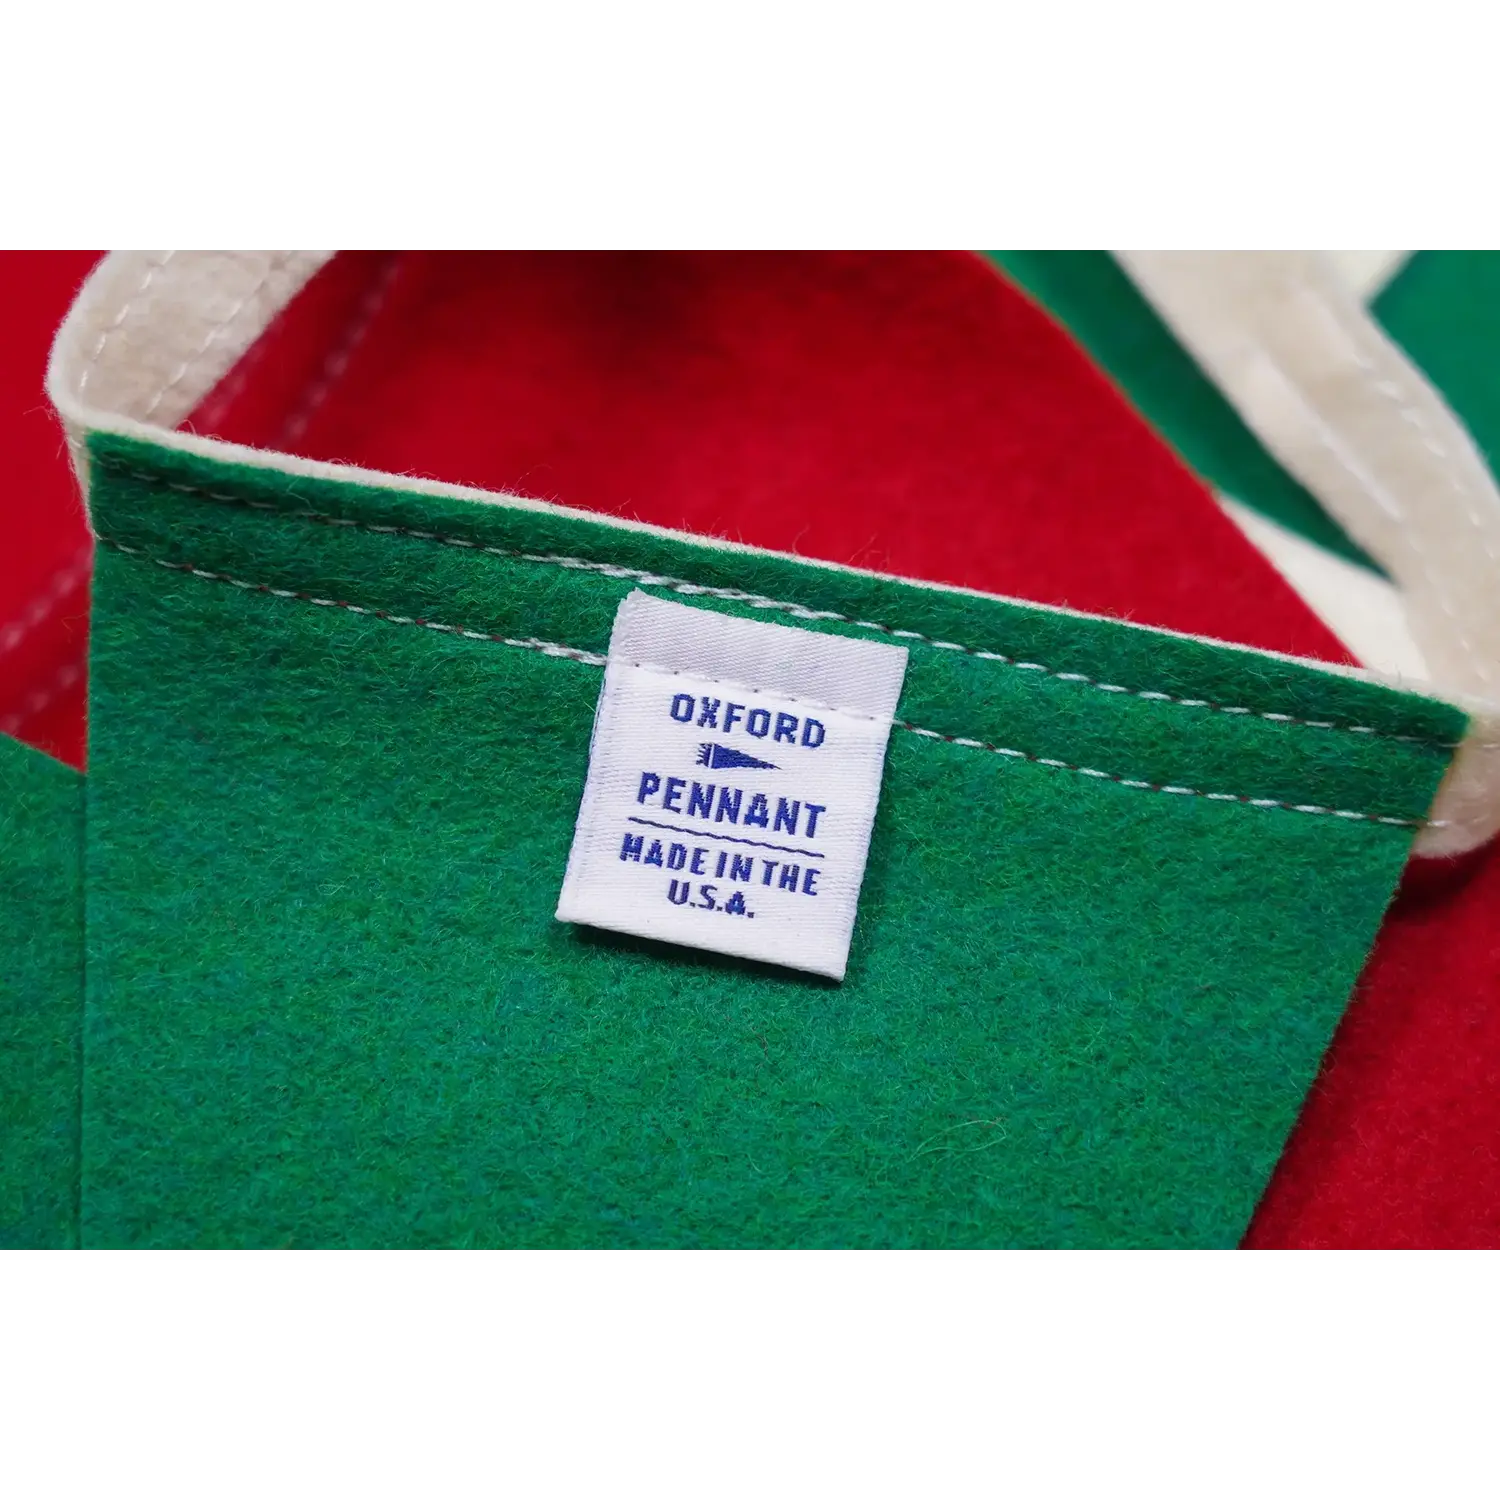 OXFORD
PENNANT
MADE IN THE
U.S.A.